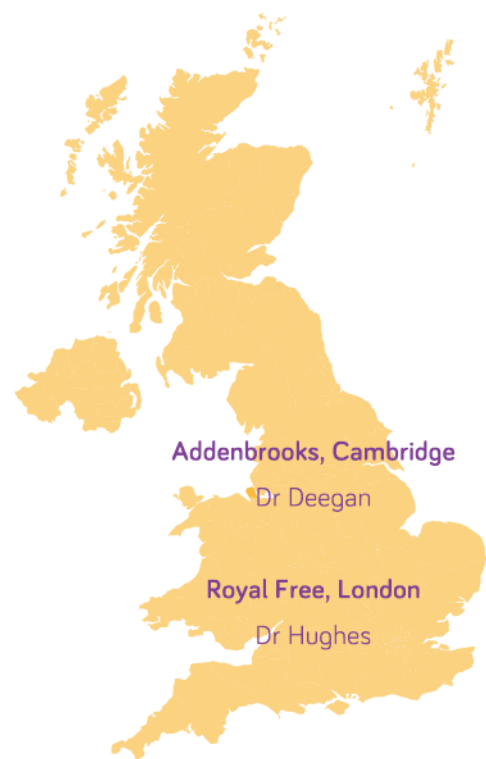 Addenbrooks, Cambridge
Dr Deegan
Royal Free, London
Dr Hughes